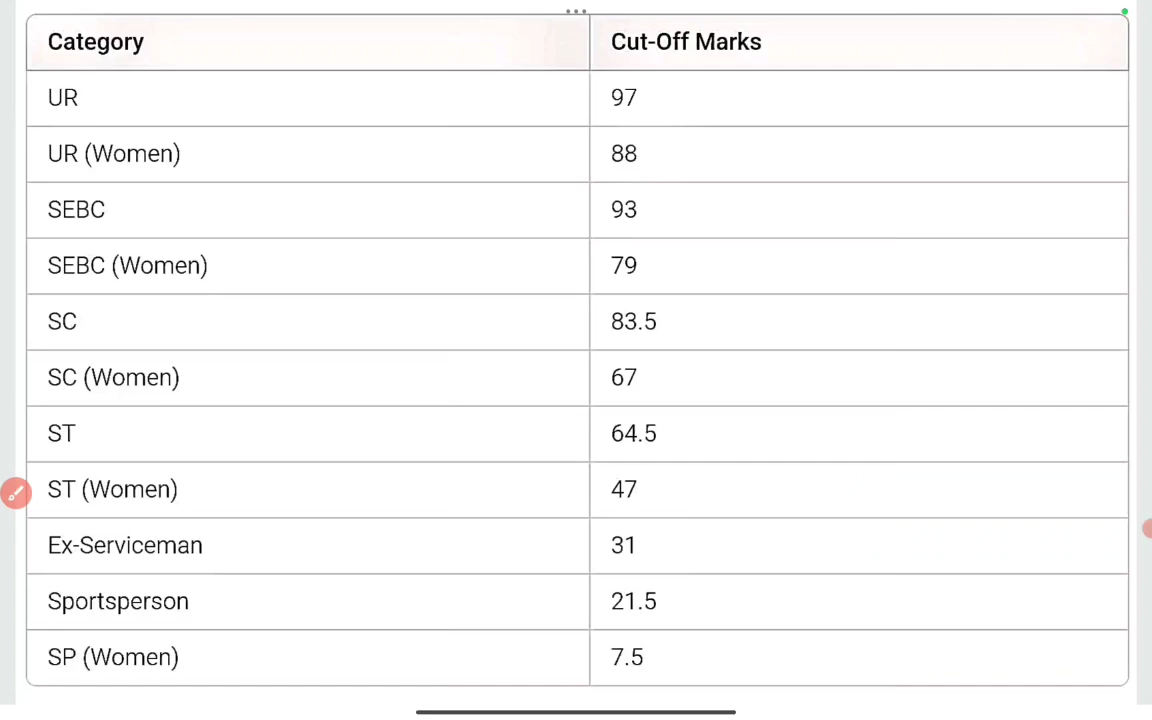 Category Cut-Off Marks
UR 97
UR (Women) 88
SEBC 93
SEBC (Women) 79
SC 83.5
SC (Women) 67
ST 64.5
ST (Women) 47
Ex-Serviceman 31
Sportsperson 21.5
SP (Women) 7.5